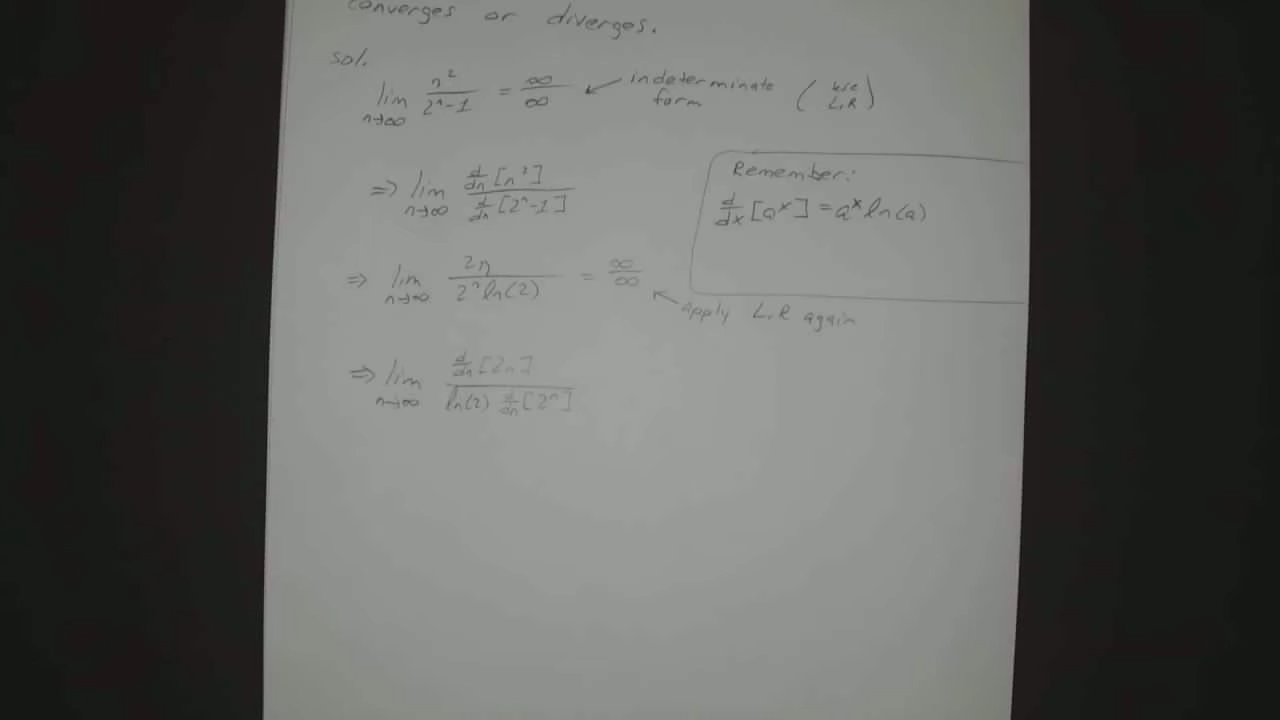 converges or diverges.
sol.
lim n→∞ n²/(2ⁿ-1) = ∞/∞ ← indeterminate form (use L.R)
⇒ lim n→∞ d/dn[n²] / d/dn[2ⁿ-1]
Remember:
d/dx[aˣ] = aˣ ln(a)
⇒ lim n→∞ 2n / 2ⁿ ln(2) = ∞/∞
← apply L.R again
⇒ lim n→∞ d/dn[2n] / ln(2) d/dn[2ⁿ]